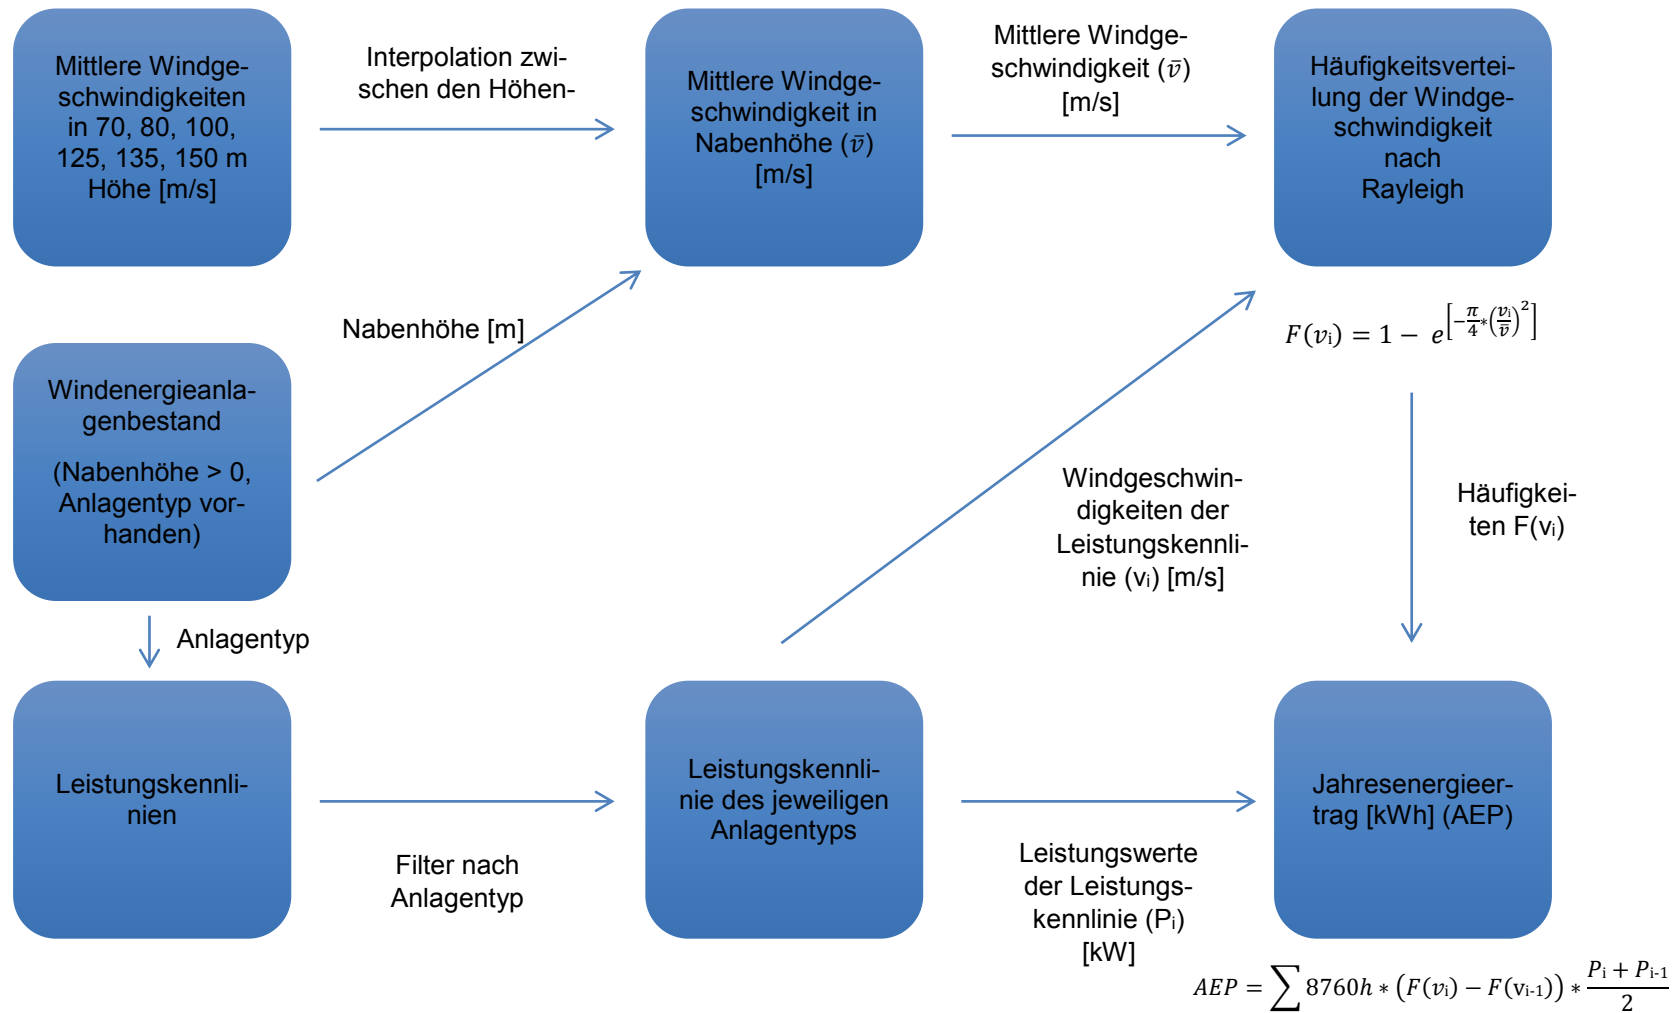 Mittlere Windge-
schwindigkeiten
in 70, 80, 100,
125, 135, 150 m
Höhe [m/s]
Interpolation zwi-
schen den Höhen-
Mittlere Windge-
schwindigkeit in
Nabenhöhe (v̄)
[m/s]
Mittlere Windge-
schwindigkeit (v̄)
[m/s]
Häufigkeitsvertei-
lung der Windge-
schwindigkeit
nach
Rayleigh
F(vᵢ) = 1 − e^[−π/4*(vᵢ/v̄)²]
Nabenhöhe [m]
Windenergieanla-
genbestand
(Nabenhöhe > 0,
Anlagentyp vor-
handen)
Windgeschwin-
digkeiten der
Leistungskennli-
nie (vᵢ) [m/s]
Häufigkei-
ten F(vᵢ)
Anlagentyp
Leistungskennli-
nien
Filter nach
Anlagentyp
Leistungskennli-
nie des jeweiligen
Anlagentyps
Leistungswerte
der Leistungs-
kennlinie (Pᵢ)
[kW]
Jahresenergieer-
trag [kWh] (AEP)
AEP = ∑ 8760h * (F(vᵢ) − F(vᵢ₋₁)) * (Pᵢ + Pᵢ₋₁)/2